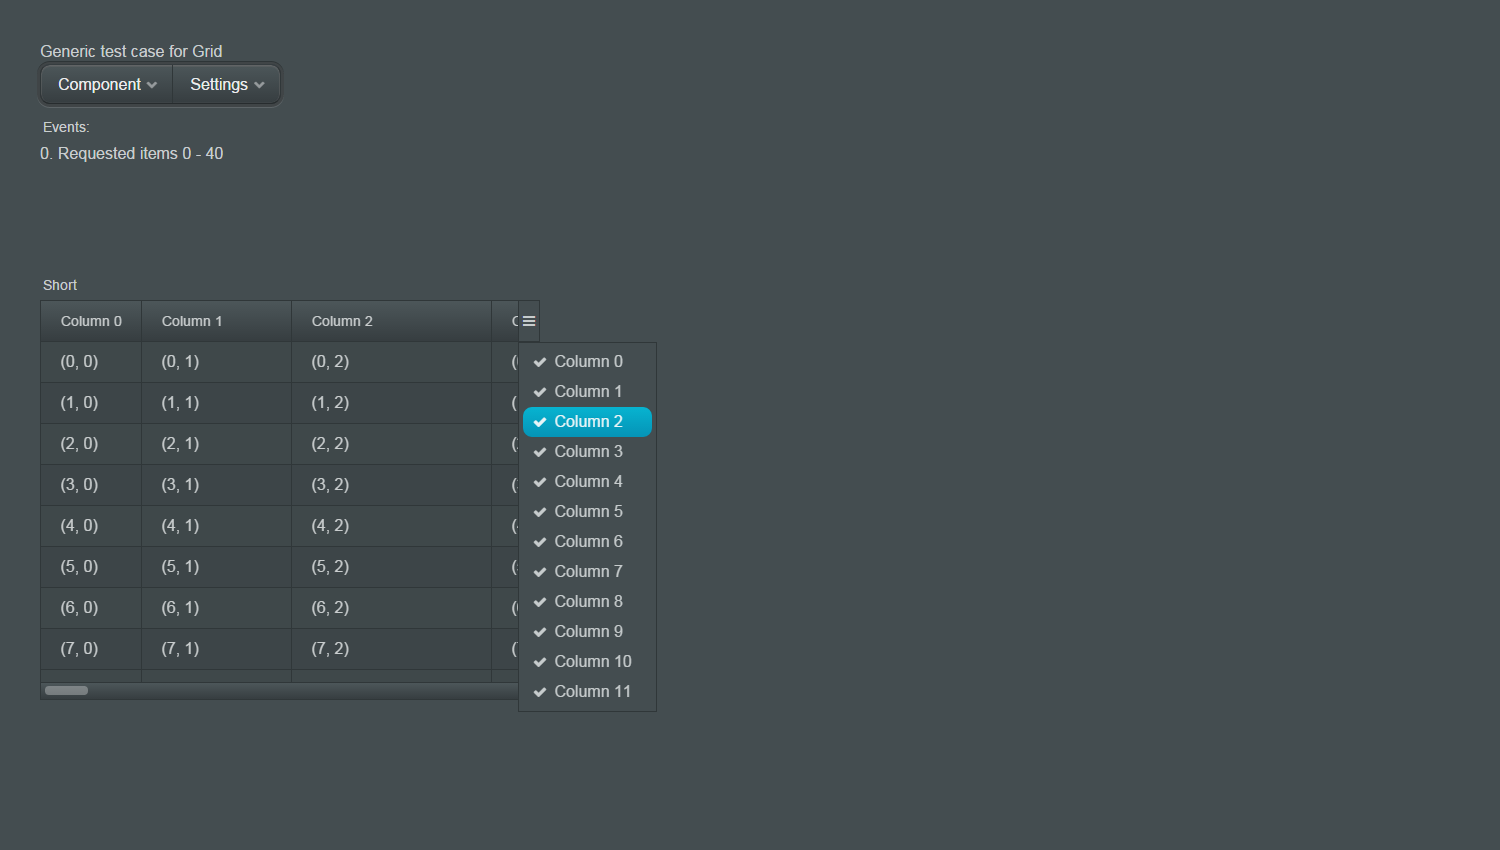 Generic test case for Grid
Component Settings
Events:
0. Requested items 0 - 40
Short
Column 0 Column 1 Column 2
(0, 0) (0, 1) (0, 2)
(1, 0) (1, 1) (1, 2)
(2, 0) (2, 1) (2, 2)
(3, 0) (3, 1) (3, 2)
(4, 0) (4, 1) (4, 2)
(5, 0) (5, 1) (5, 2)
(6, 0) (6, 1) (6, 2)
(7, 0) (7, 1) (7, 2)
Column 0
Column 1
Column 2
Column 3
Column 4
Column 5
Column 6
Column 7
Column 8
Column 9
Column 10
Column 11